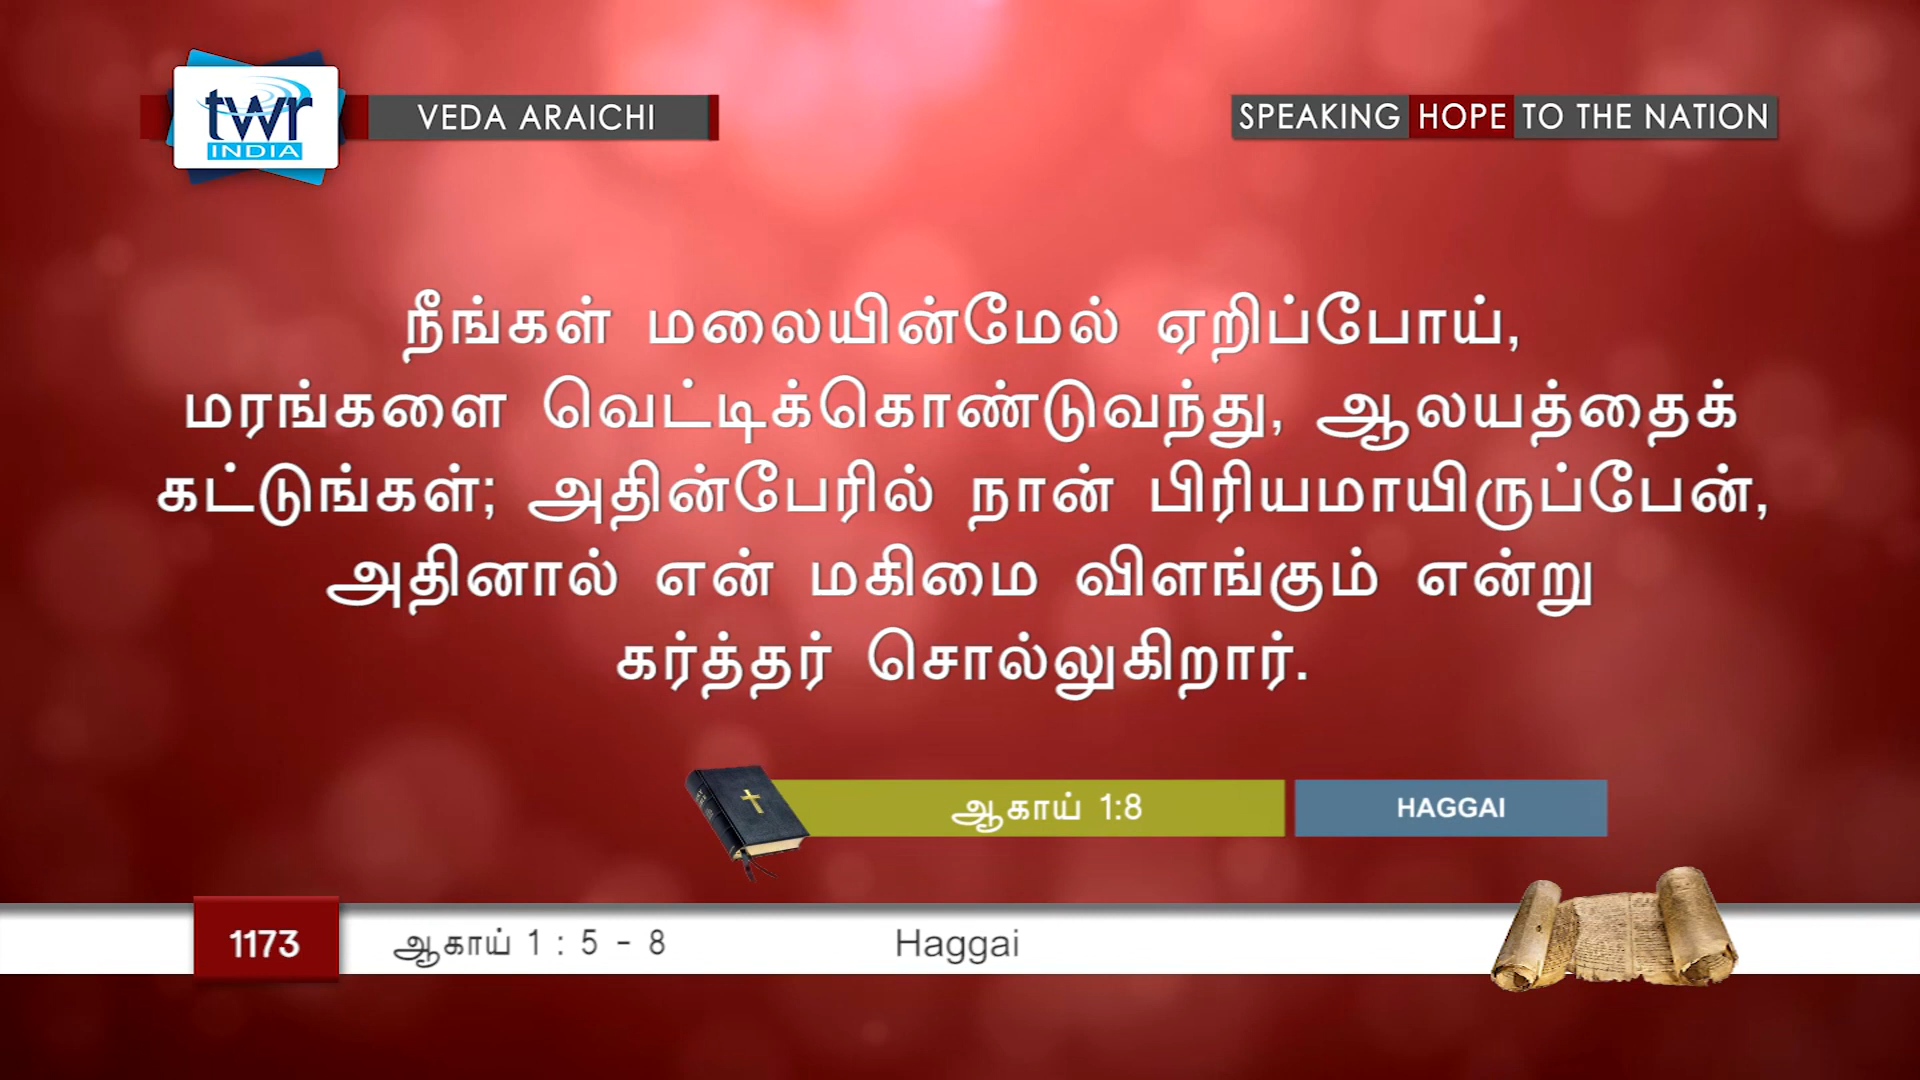 twr
INDIA
VEDA ARAICHI
SPEAKING HOPE TO THE NATION
நீங்கள் மலையின்மேல் ஏறிப்போய்,
மரங்களை வெட்டிக்கொண்டுவந்து, ஆலயத்தைக்
கட்டுங்கள்; அதின்பேரில் நான் பிரியமாயிருப்பேன்,
அதினால் என் மகிமை விளங்கும் என்று
கர்த்தர் சொல்லுகிறார்.
ஆகாய் 1:8
HAGGAI
1173
ஆகாய் 1 : 5 - 8
Haggai